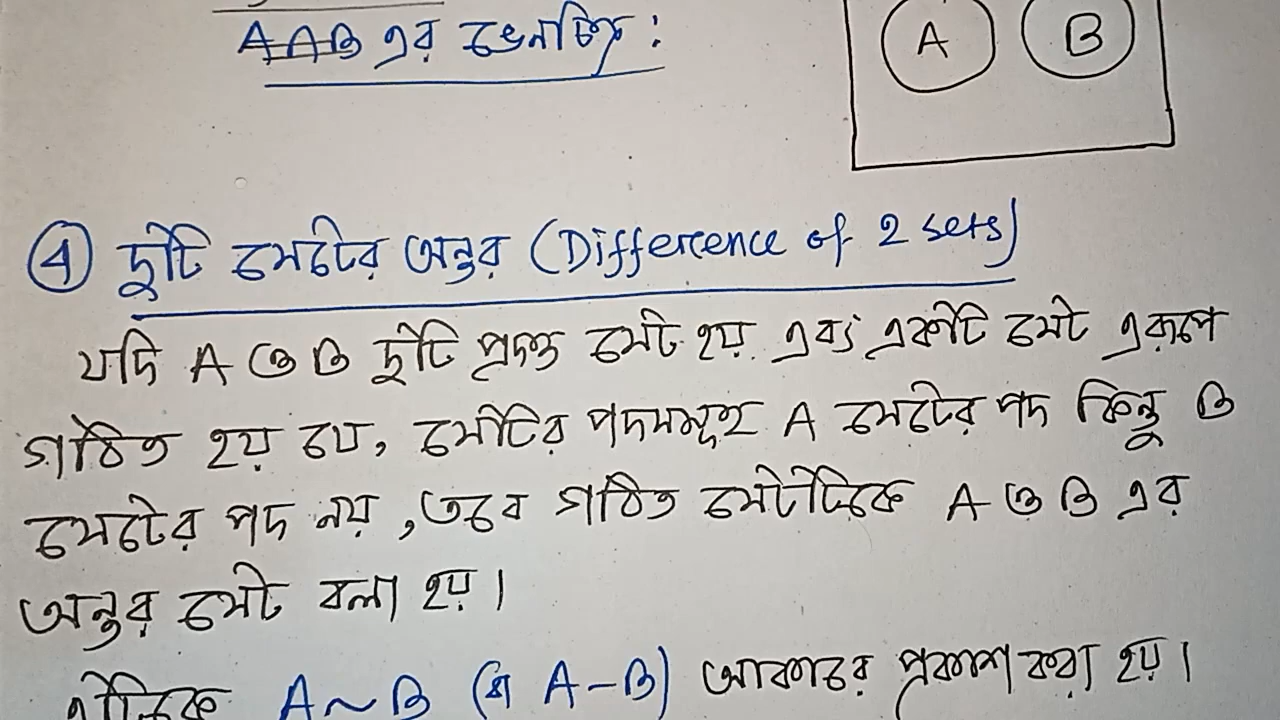 A∩B এর ভেনচিত্র :
A B
④ দুটি সেটের অন্তর (Difference of 2 sets)
যদি A ও B দুটি প্রদত্ত সেট হয় এবং একটি সেট এরূপে
গঠিত হয় যে, সেটটির পদসমূহ A সেটের পদ কিন্তু B
সেটের পদ নয়, তবে গঠিত সেটটিকে A ও B এর
অন্তর সেট বলা হয়।
A~B (বা A-B) আকারে প্রকাশ করা হয়।